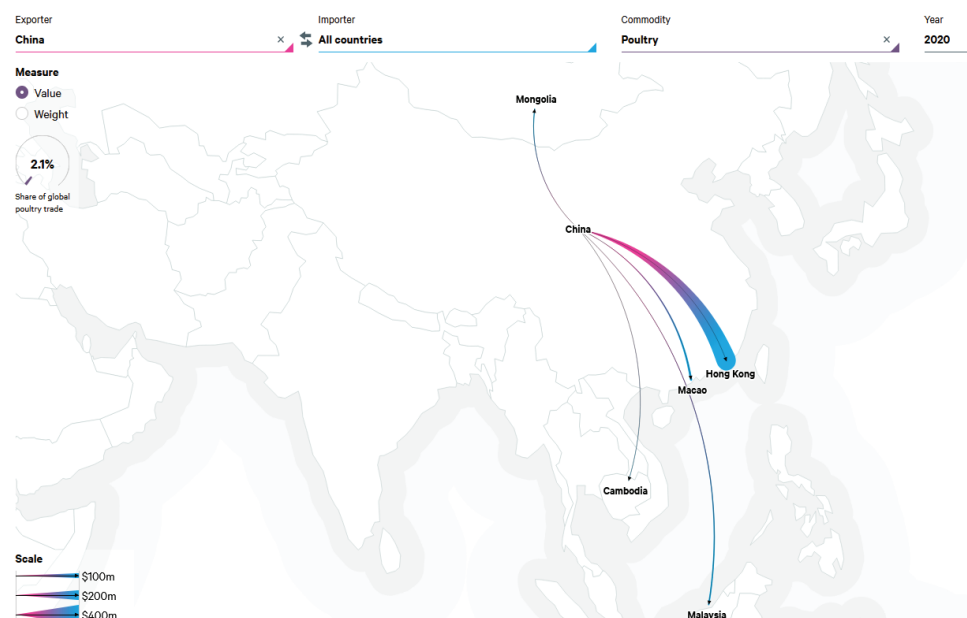 Exporter
Importer
Commodity
Year
China
×
All countries
Poultry
×
2020
Measure
Value
Weight
2.1%
Share of global
poultry trade
Mongolia
China
Hong Kong
Macao
Cambodia
Scale
$100m
$200m
$400m
Malaysia